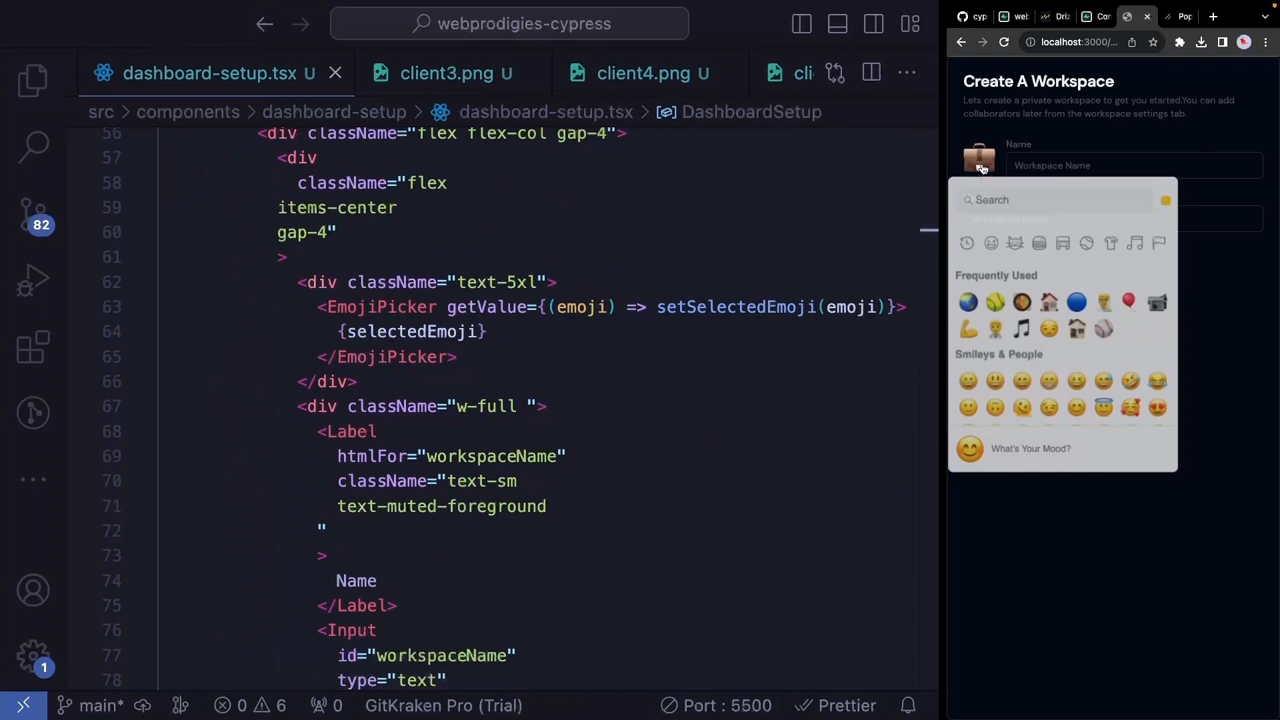 webprodigies-cypress
dashboard-setup.tsx U
client3.png U
client4.png U
cli
src > components > dashboard-setup > dashboard-setup.tsx > DashboardSetup
56 <div className="flex flex-col gap-4">
57 <div
58 className="flex
59 items-center
60 gap-4"
61 >
62 <div className="text-5xl">
63 <EmojiPicker getValue={(emoji) => setSelectedEmoji(emoji)}>
64 {selectedEmoji}
65 </EmojiPicker>
66 </div>
67 <div className="w-full ">
68 <Label
69 htmlFor="workspaceName"
70 className="text-sm
71 text-muted-foreground
72 "
73 >
74 Name
75 </Label>
76 <Input
77 id="workspaceName"
78 type="text"
82
1
main*
0 6
0
GitKraken Pro (Trial)
Port : 5500
Prettier
cyp
web
Driz
Cor
Pop
localhost:3000/...
Create A Workspace
Lets create a private workspace to get you started.You can add
collaborators later from the workspace settings tab.
Name
Workspace Name
Search
Frequently Used
Smileys & People
What's Your Mood?